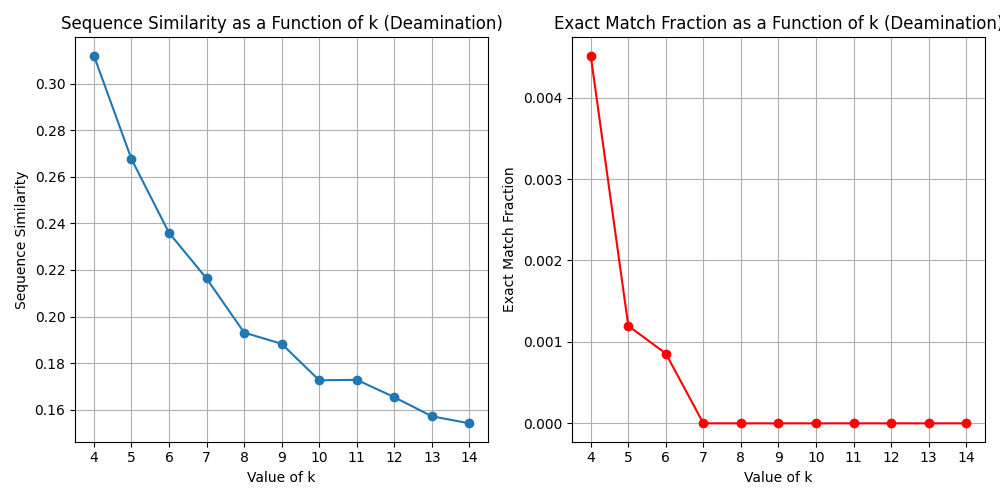 Sequence Similarity as a Function of k (Deamination)
0.30
0.28
0.26
0.24
0.22
0.20
0.18
0.16
Sequence Similarity
4 5 6 7 8 9 10 11 12 13 14
Value of k
Exact Match Fraction as a Function of k (Deamination)
0.004
0.003
0.002
0.001
0.000
Exact Match Fraction
4 5 6 7 8 9 10 11 12 13 14
Value of k